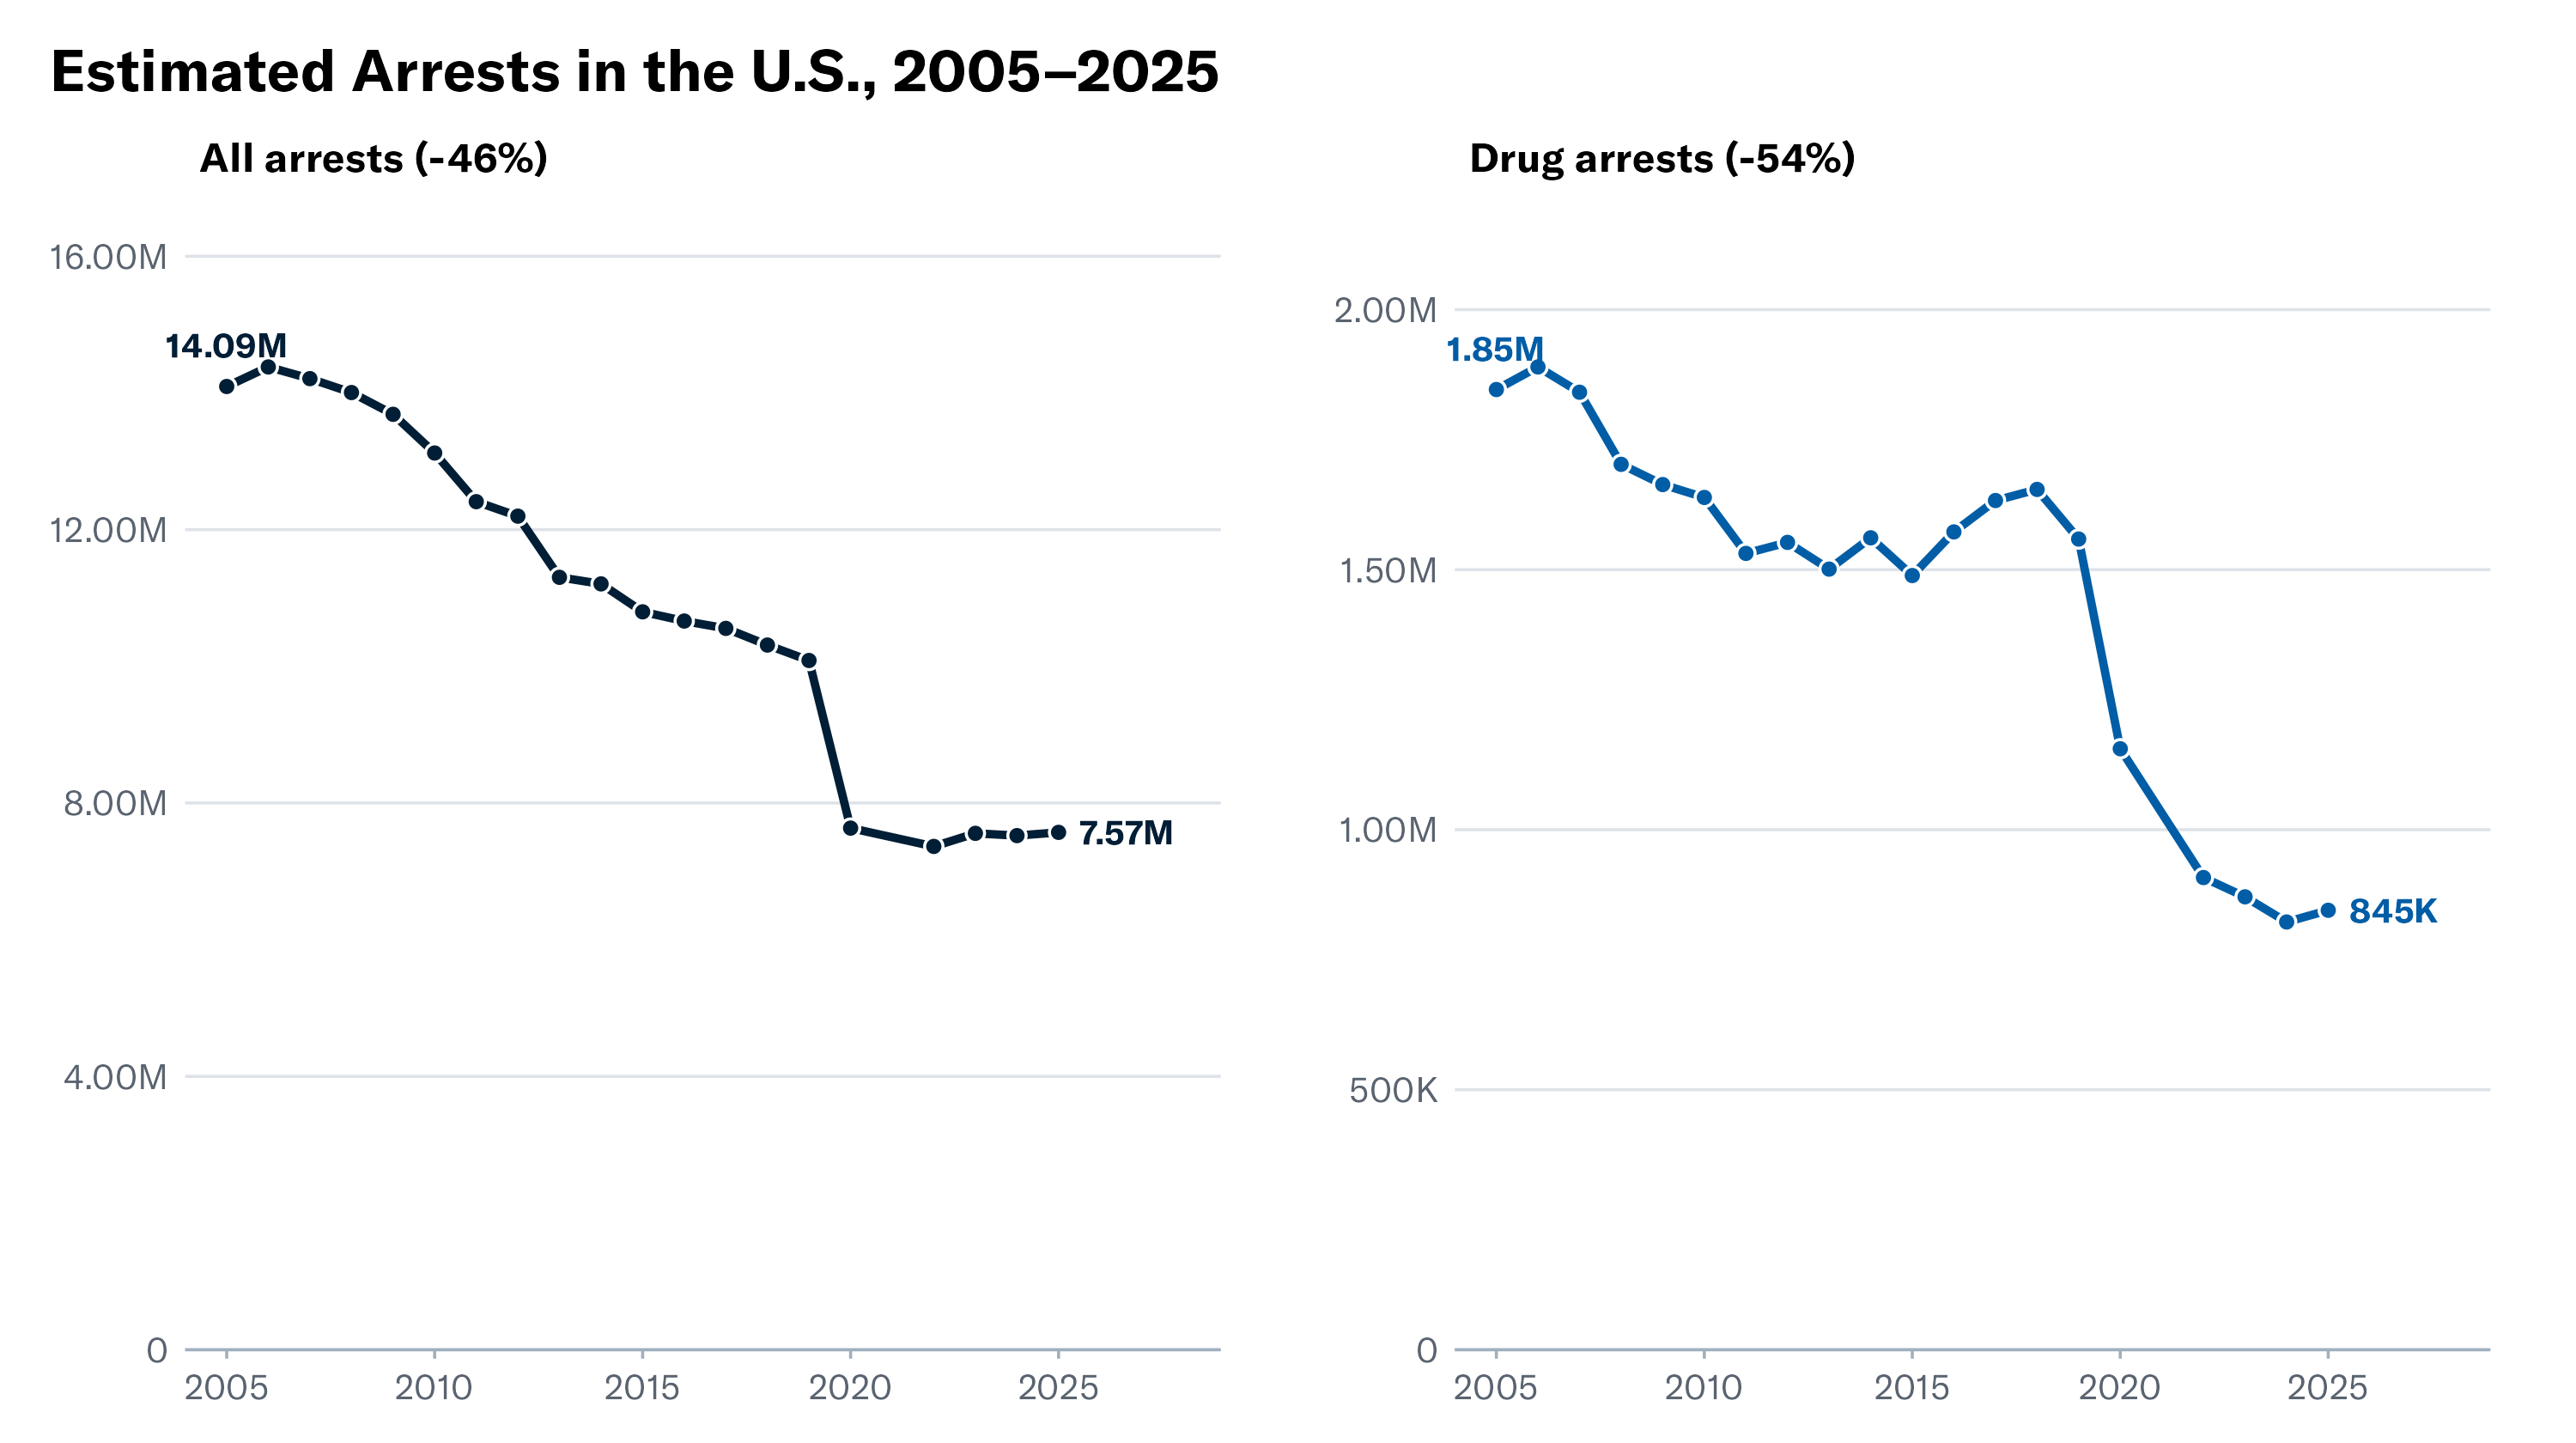 Estimated Arrests in the U.S., 2005–2025
All arrests (-46%)
16.00M
14.09M
12.00M
8.00M
7.57M
4.00M
0
2005 2010 2015 2020 2025
Drug arrests (-54%)
2.00M
1.85M
1.50M
1.00M
845K
500K
0
2005 2010 2015 2020 2025